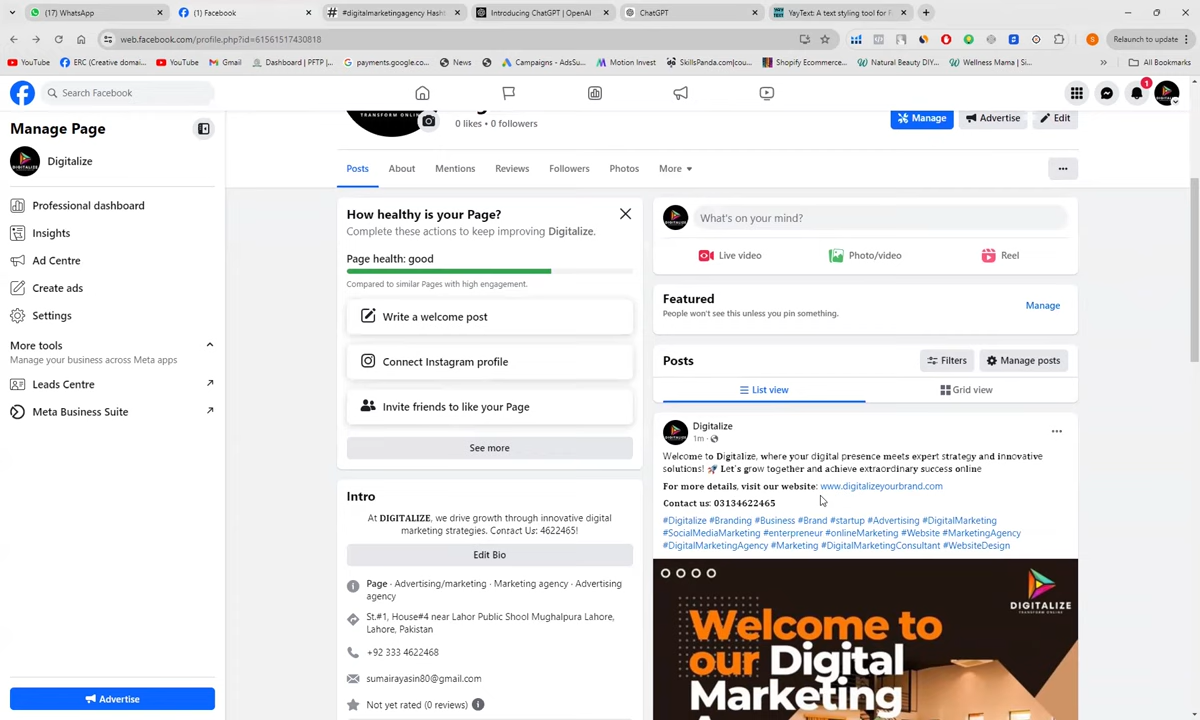 WhatsApp
(17) WhatsApp
(1) Facebook
#digitalmarketingagency Hasht
Introducing ChatGPT | OpenAI
ChatGPT
YayText: A text styling tool for F
web.facebook.com/profile.php?id=61561517430818
Relaunch to update
YouTube
ERC (Creative domai...
YouTube
Gmail
Dashboard | PFTP |...
payments.google.co...
News
Campaigns - AdsSu...
Motion Invest
SkillsPanda.com|cou...
Shopify Ecommerce...
Natural Beauty DIY...
Wellness Mama | Si...
All Bookmarks
Search Facebook
1
Manage Page
Digitalize
Professional dashboard
Insights
Ad Centre
Create ads
Settings
More tools
Manage your business across Meta apps
Leads Centre
Meta Business Suite
Advertise
TRANSFORM ONLINE
0 likes • 0 followers
Manage
Advertise
Edit
Posts
About
Mentions
Reviews
Followers
Photos
More
How healthy is your Page?
Complete these actions to keep improving Digitalize.
Page health: good
Compared to similar Pages with high engagement.
Write a welcome post
Connect Instagram profile
Invite friends to like your Page
See more
Intro
At 𝐃𝐈𝐆𝐈𝐓𝐀𝐋𝐈𝐙𝐄, we drive growth through innovative digital
marketing strategies. Contact Us: 4622465!
Edit Bio
Page · Advertising/marketing · Marketing agency · Advertising
agency
St.#1, House#4 near Lahor Public Shool Mughalpura Lahore,
Lahore, Pakistan
+92 333 4622468
sumairayasin80@gmail.com
Not yet rated (0 reviews)
What's on your mind?
Live video
Photo/video
Reel
Featured
People won't see this unless you pin something.
Manage
Posts
Filters
Manage posts
List view
Grid view
Digitalize
1m ·
Welcome to Digitalize, where your digital presence meets expert strategy and innovative
solutions! 🚀 Let's grow together and achieve extraordinary success online
For more details, visit our website: www.digitalizeyourbrand.com
Contact us: 03134622465
#Digitalize #Branding #Business #Brand #startup #Advertising #DigitalMarketing
#SocialMediaMarketing #enterpreneur #onlineMarketing #Website #MarketingAgency
#DigitalMarketingAgency #Marketing #DigitalMarketingConsultant #WebsiteDesign
DIGITALIZE
TRANSFORM ONLINE
Welcome to
our Digital
Marketing